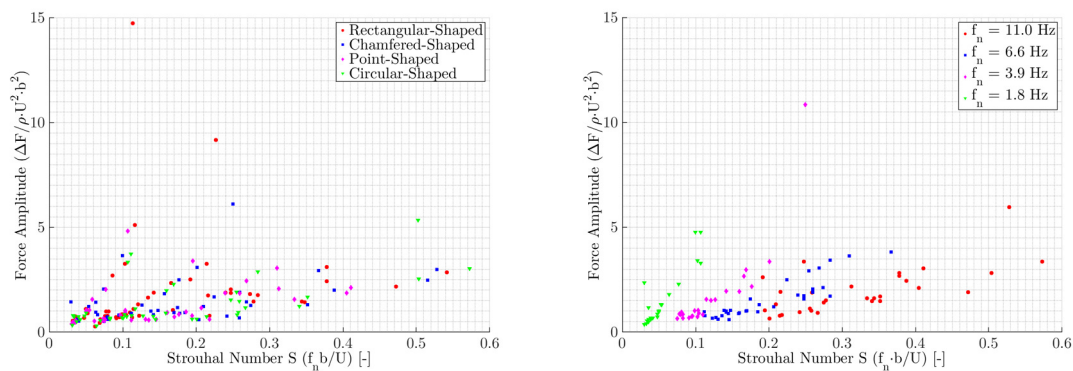 15
10
5
0
0
0.1
0.2
0.3
0.4
0.5
0.6
Force Amplitude (ΔF/ρ·U²·b²)
Strouhal Number S (fₙ b/U) [-]
Rectangular-Shaped
Chamfered-Shaped
Point-Shaped
Circular-Shaped
15
10
5
0
0
0.1
0.2
0.3
0.4
0.5
0.6
Force Amplitude (ΔF/ρ·U²·b²)
Strouhal Number S (fₙ·b/U) [-]
fₙ = 11.0 Hz
fₙ = 6.6 Hz
fₙ = 3.9 Hz
fₙ = 1.8 Hz